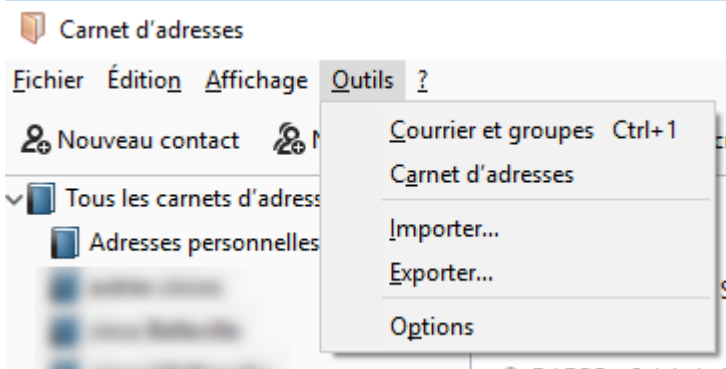 Carnet d'adresses
Fichier Édition Affichage Outils ?
Nouveau contact
Courrier et groupes Ctrl+1
Carnet d'adresses
Tous les carnets d'adress
Adresses personnelles
Importer...
Exporter...
Options